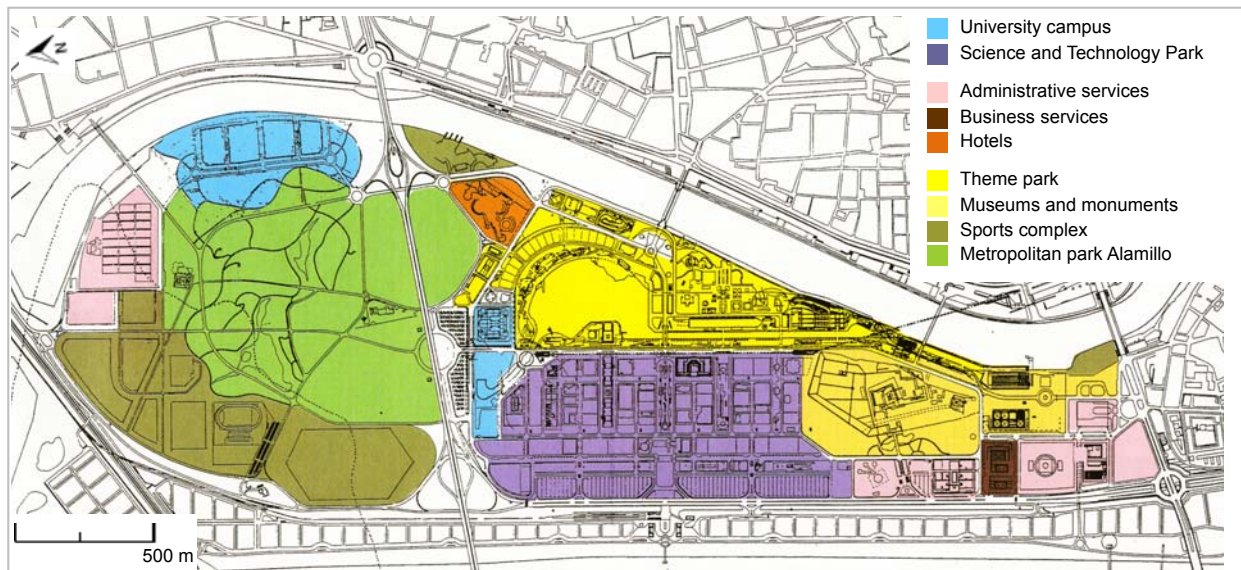 N
University campus
Science and Technology Park
Administrative services
Business services
Hotels
Theme park
Museums and monuments
Sports complex
Metropolitan park Alamillo
500 m